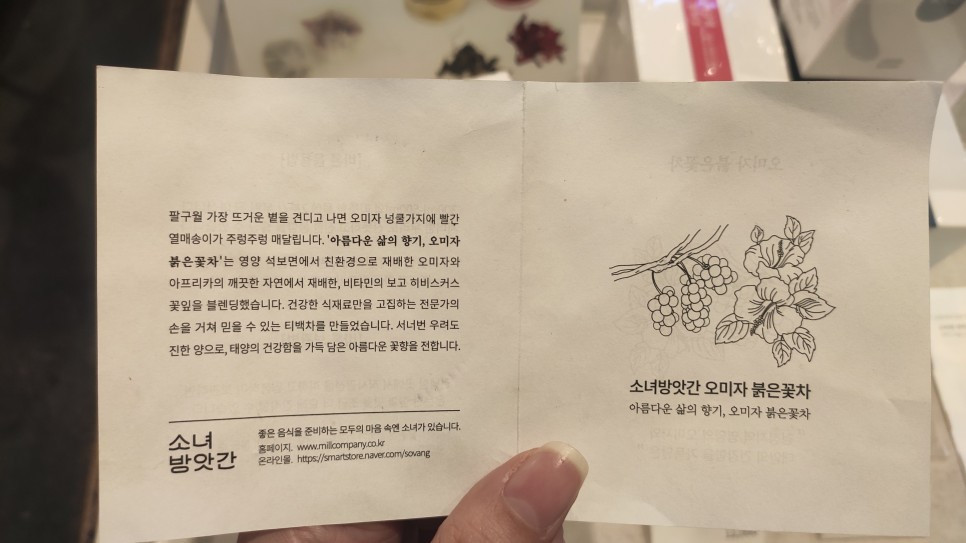 팔구월 가장 뜨거운 볕을 견디고 나면 오미자 넝쿨가지에 빨간
열매송이가 주렁주렁 매달립니다. '아름다운 삶의 향기, 오미자
붉은꽃차'는 영양 석보면에서 친환경으로 재배한 오미자와
아프리카의 깨끗한 자연에서 재배한, 비타민의 보고 히비스커스
꽃잎을 블렌딩했습니다. 건강한 식재료만을 고집하는 전문가의
손을 거쳐 믿을 수 있는 티백차를 만들었습니다. 서너번 우려도
진한 양으로, 태양의 건강함을 가득 담은 아름다운 꽃향을 전합니다.
소녀
방앗간
좋은 음식을 준비하는 모두의 마음 속엔 소녀가 있습니다.
홈페이지. www.millcompany.co.kr
온라인몰. https://smartstore.naver.com/sovang
소녀방앗간 오미자 붉은꽃차
아름다운 삶의 향기, 오미자 붉은꽃차